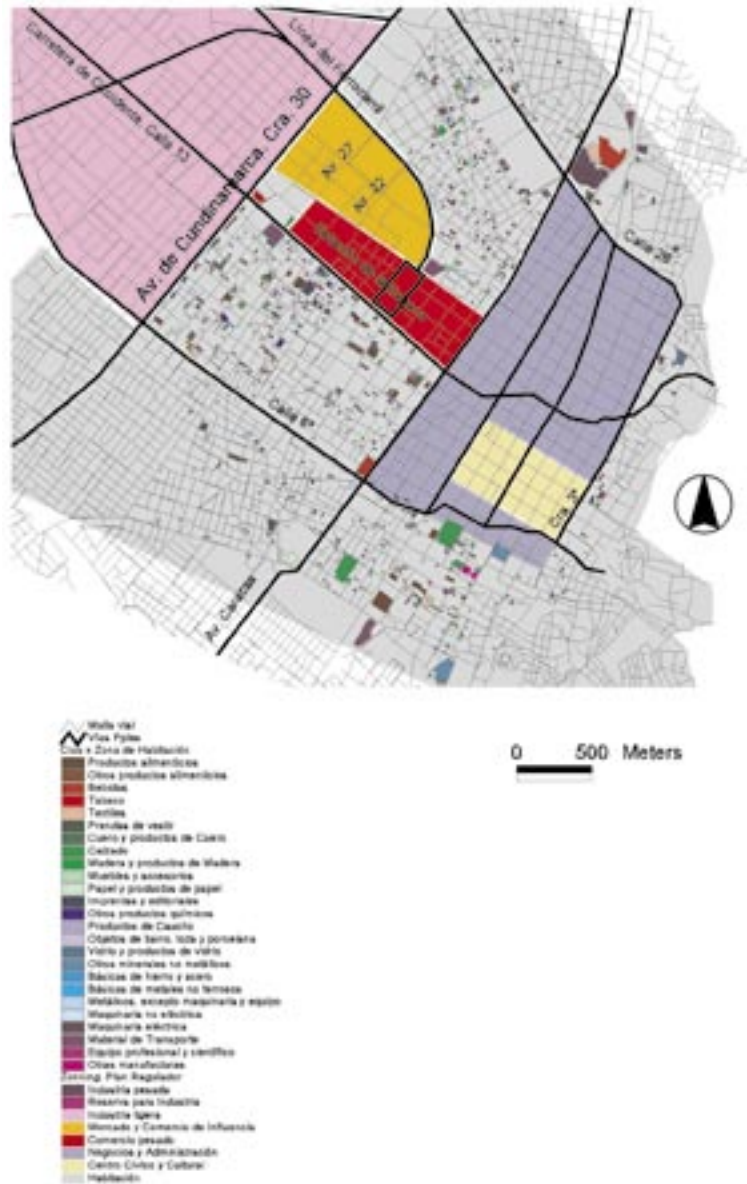 Carretera de Occidente, Calle 13
Línea del Ferrocarril
Av. de Cundinamarca, Cra. 30
Av. 27
Av. 22
Calle 26
Calle 6ª
Av. Caracas
0 500 Meters
Malla vial
Vías Pples
Zona de Habitación
Productos alimenticios
Otros productos alimenticios
Bebidas
Tabaco
Textiles
Prendas de vestir
Cuero y productos de Cuero
Calzado
Madera y productos de Madera
Muebles y accesorios
Papel y productos de papel
Imprentas y editoriales
Otros productos químicos
Productos de Caucho
Objetos de barro, loza y porcelana
Vidrio y productos de Vidrio
Otros minerales no metálicos
Básicas de hierro y acero
Básicas de metales no ferrosos
Metálicos, excepto maquinaria y equipo
Maquinaria no eléctrica
Maquinaria eléctrica
Material de Transporte
Equipo profesional y científico
Otras manufacturas
Zoning. Plan Regulador
Industria pesada
Reserva para Industria
Industria ligera
Mercado y Comercio de Influencia
Comercio pesado
Negocios y Administración
Centro Cívico y Cultural
Habitación